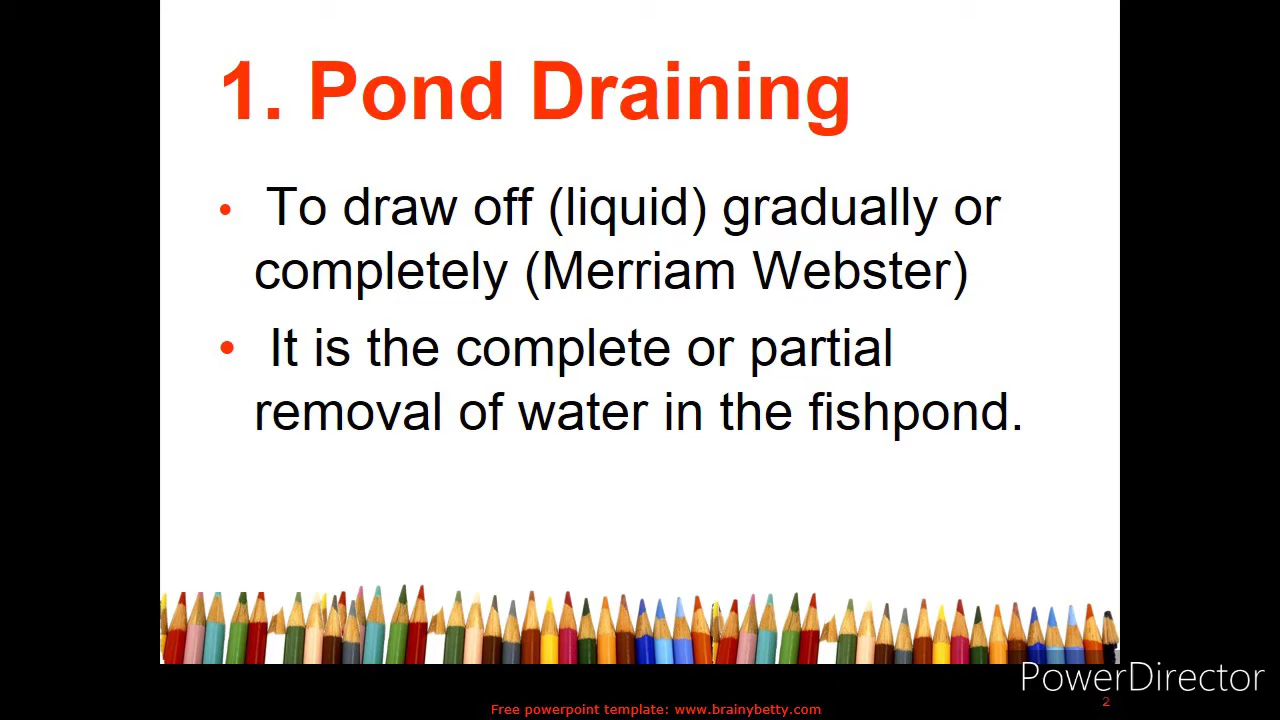 1. Pond Draining
• To draw off (liquid) gradually or
completely (Merriam Webster)
• It is the complete or partial
removal of water in the fishpond.
PowerDirector
2
Free powerpoint template: www.brainybetty.com